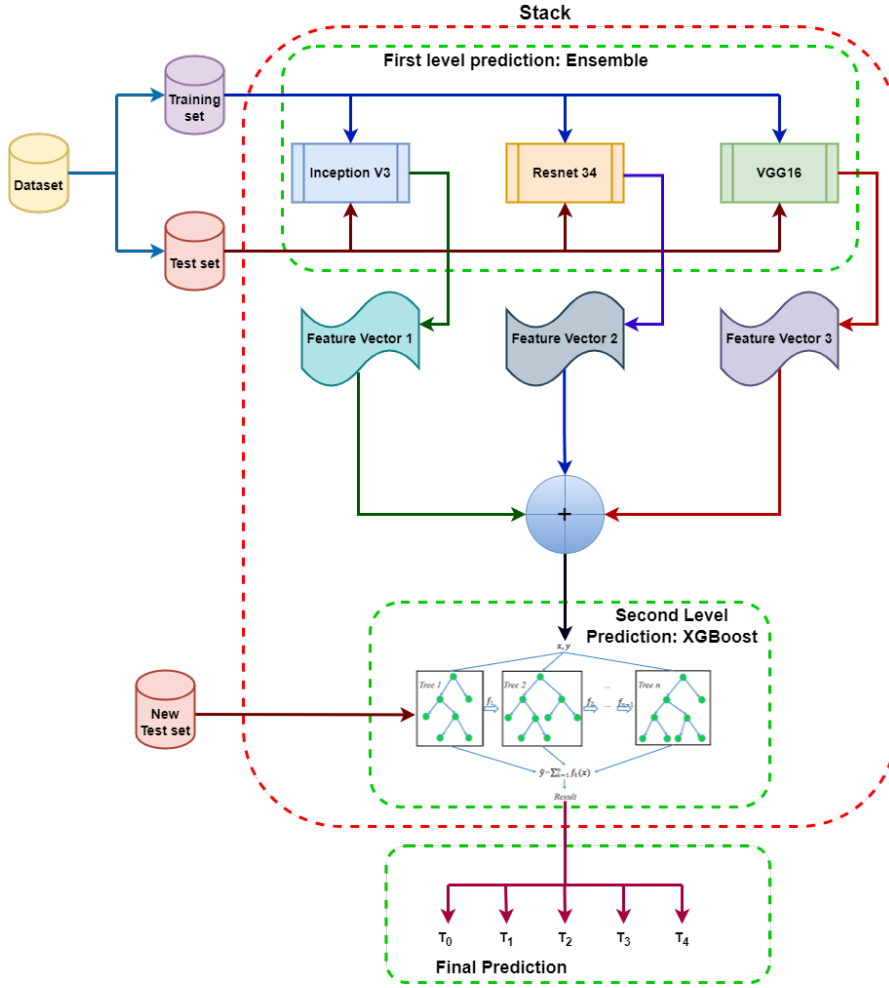 Stack
First level prediction: Ensemble
Training
set
Dataset
Inception V3
Resnet 34
VGG16
Test set
Feature Vector 1
Feature Vector 2
Feature Vector 3
+
Second Level
Prediction: XGBoost
x, y
Tree 1
f₁
Tree 2
f₂
...
Tree n
New
Test set
Result
T₀
T₁
T₂
T₃
T₄
Final Prediction